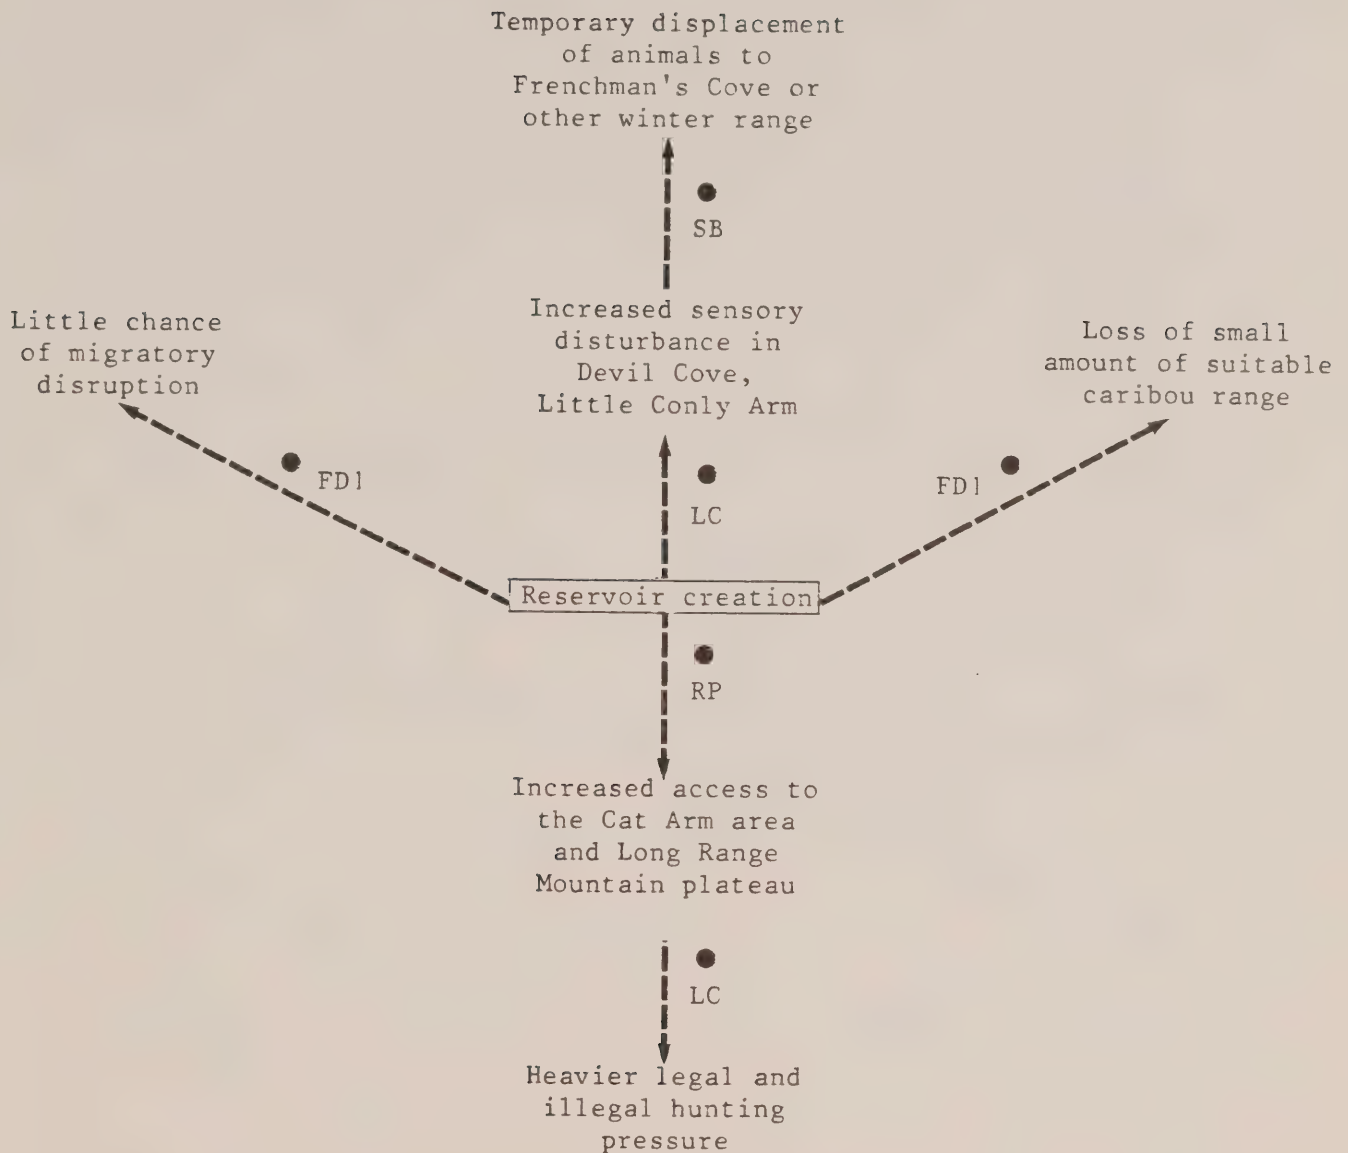 Temporary displacement
of animals to
Frenchman's Cove or
other winter range
SB
Little chance
of migratory
disruption
Increased sensory
disturbance in
Devil Cove,
Little Conly Arm
Loss of small
amount of suitable
caribou range
FD1
LC
FD1
Reservoir creation
RP
Increased access to
the Cat Arm area
and Long Range
Mountain plateau
LC
Heavier legal and
illegal hunting
pressure